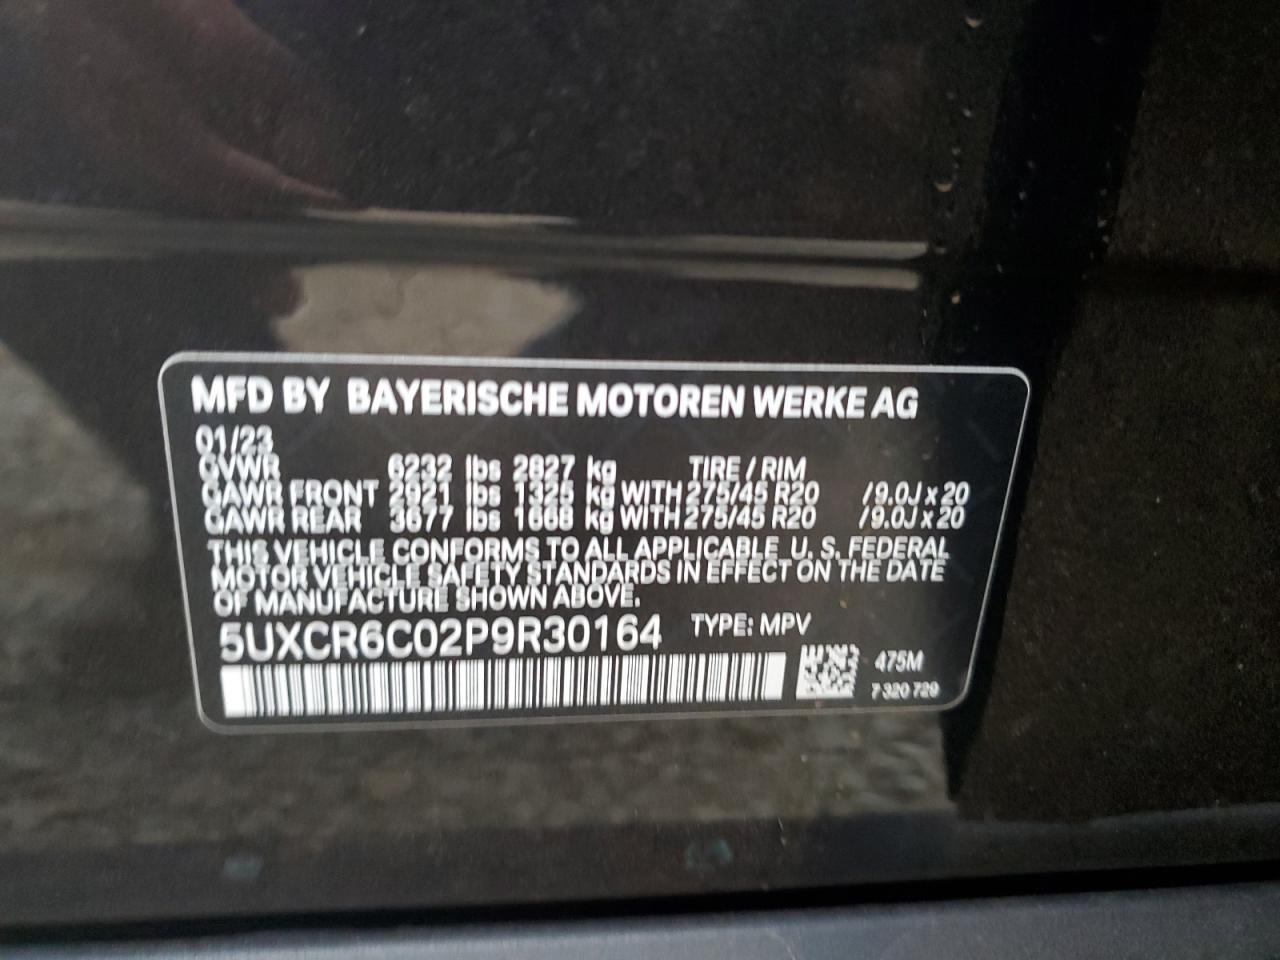 MFD BY BAYERISCHE MOTOREN WERKE AG
01/23
GVWR 6232 lbs 2827 kg TIRE / RIM
GAWR FRONT 2921 lbs 1325 kg WITH 275/45 R20 / 9.0J x 20
GAWR REAR 3677 lbs 1668 kg WITH 275/45 R20 / 9.0J x 20
THIS VEHICLE CONFORMS TO ALL APPLICABLE U. S. FEDERAL
MOTOR VEHICLE SAFETY STANDARDS IN EFFECT ON THE DATE
OF MANUFACTURE SHOWN ABOVE.
5UXCR6C02P9R30164 TYPE: MPV
475M
7 320 729